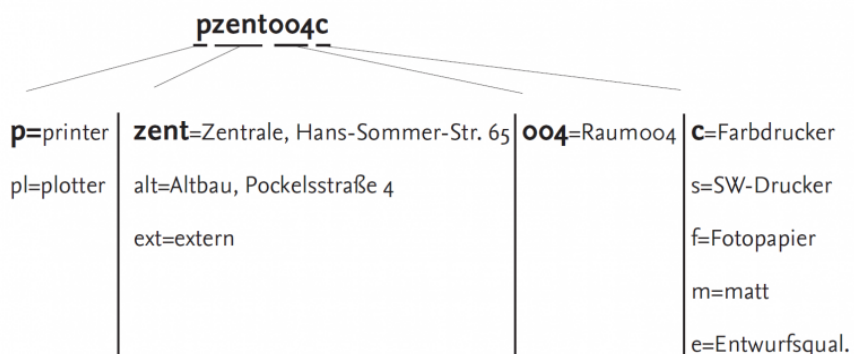 pzent004c
p=printer zent=Zentrale, Hans-Sommer-Str. 65 004=Raum004 c=Farbdrucker
pl=plotter alt=Altbau, Pockelsstraße 4 s=SW-Drucker
ext=extern f=Fotopapier
m=matt
e=Entwurfsqual.